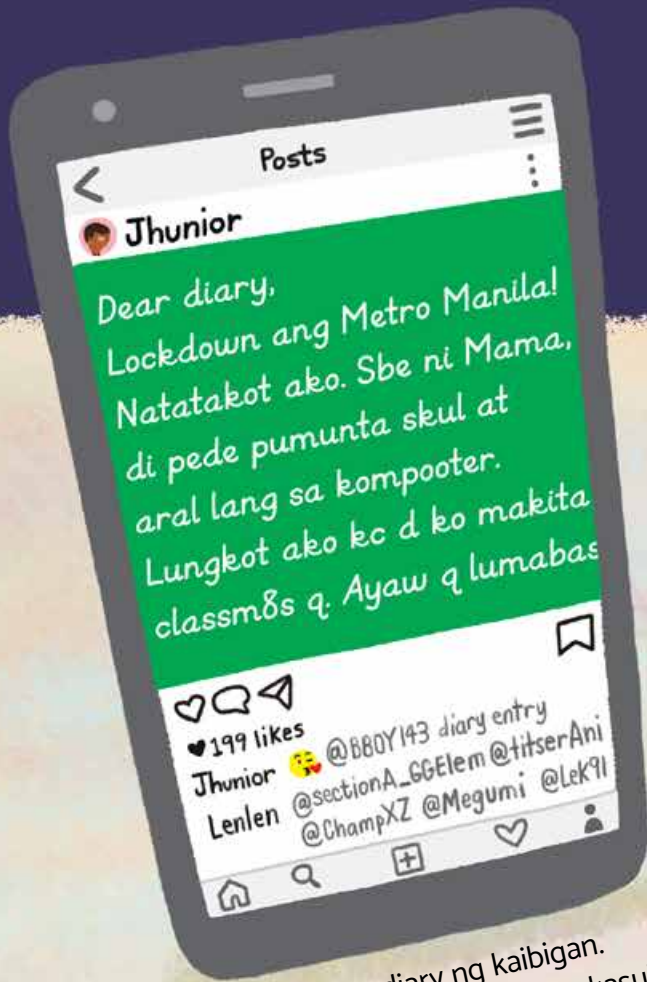 Posts
Jhunior
Dear diary,
Lockdown ang Metro Manila!
Natatakot ako. Sbe ni Mama,
di pede pumunta skul at
aral lang sa kompooter.
Lungkot ako kc d ko makita
classm8s q. Ayaw q lumabas
199 likes
Jhunior 😘 @BBOY143 diary entry
Lenlen @sectionA_GGElem @titserAni
@ChampXZ @Megumi @Lek91
diary ng kaibigan.